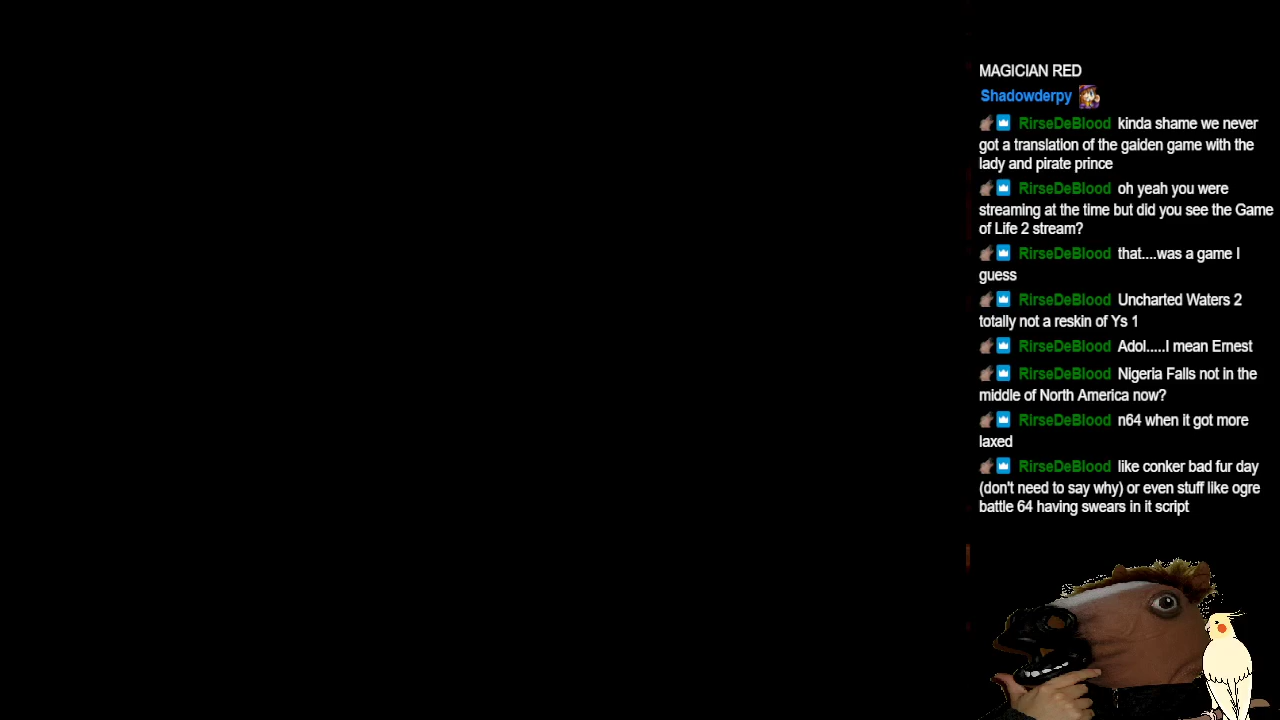 MAGICIAN RED
Shadowderpy
RirseDeBlood kinda shame we never
got a translation of the gaiden game with the
lady and pirate prince
RirseDeBlood oh yeah you were
streaming at the time but did you see the Game
of Life 2 stream?
RirseDeBlood that....was a game I
guess
RirseDeBlood Uncharted Waters 2
totally not a reskin of Ys 1
RirseDeBlood Adol.....I mean Ernest
RirseDeBlood Nigeria Falls not in the
middle of North America now?
RirseDeBlood n64 when it got more
laxed
RirseDeBlood like conker bad fur day
(don't need to say why) or even stuff like ogre
battle 64 having swears in it script